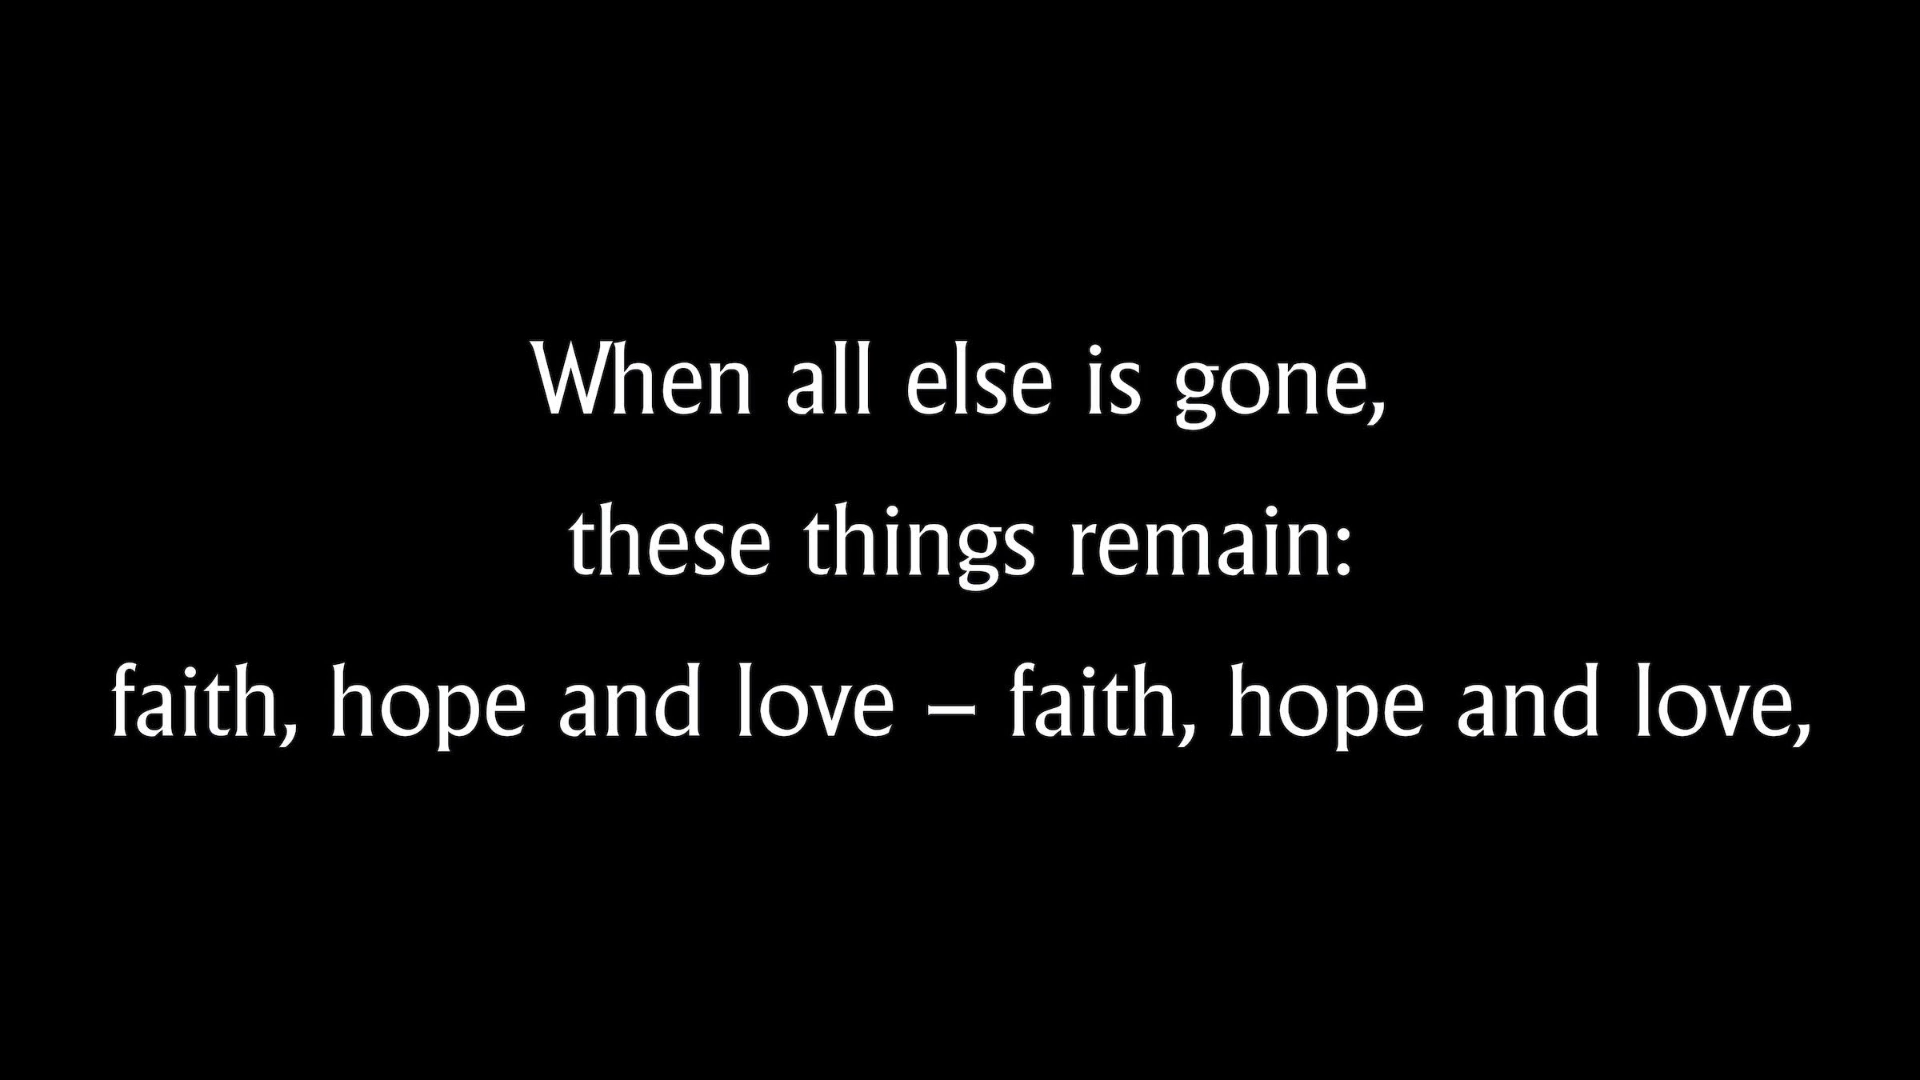 When all else is gone,
these things remain:
faith, hope and love – faith, hope and love,